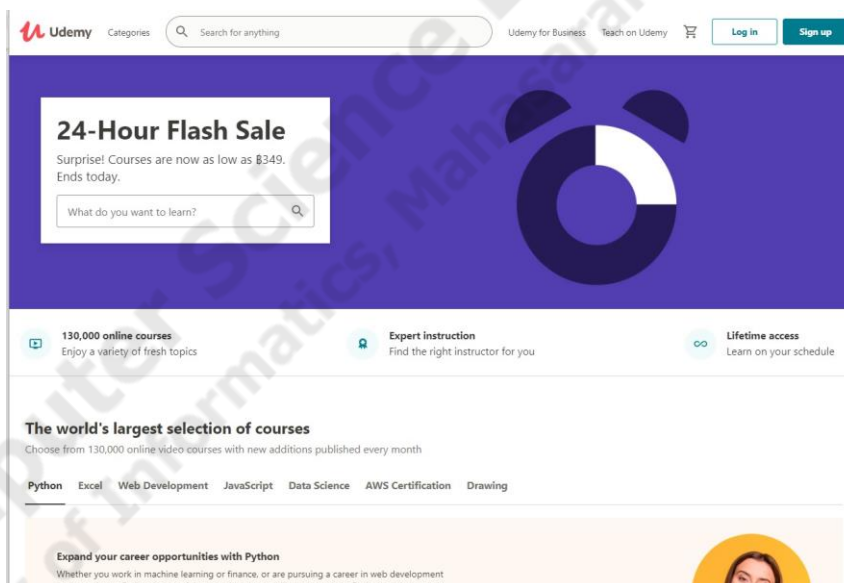 Udemy Categories Search for anything Udemy for Business Teach on Udemy Log in Sign up
24-Hour Flash Sale
Surprise! Courses are now as low as ฿349.
Ends today.
What do you want to learn?
130,000 online courses
Enjoy a variety of fresh topics
Expert instruction
Find the right instructor for you
Lifetime access
Learn on your schedule
The world's largest selection of courses
Choose from 130,000 online video courses with new additions published every month
Python Excel Web Development JavaScript Data Science AWS Certification Drawing
Expand your career opportunities with Python
Whether you work in machine learning or finance, or are pursuing a career in web development